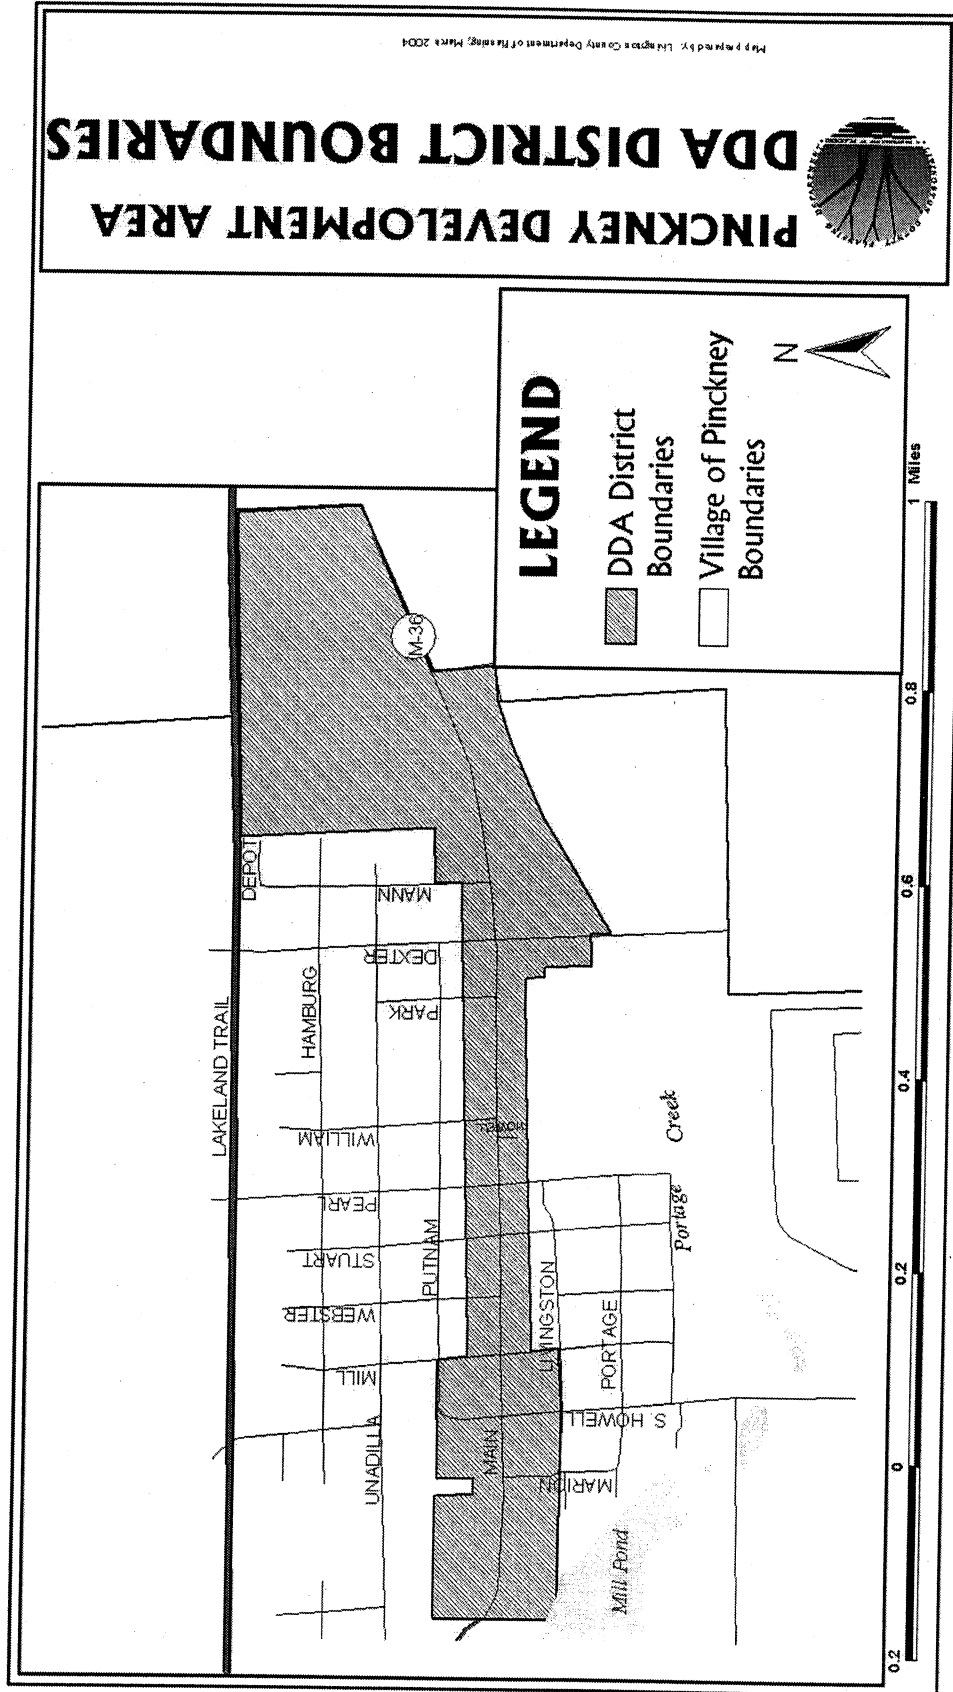 PINCKNEY DEVELOPMENT AREA
DDA DISTRICT BOUNDARIES
Map prepared by: Livingston County Department of Planning, March 2004
LAKELAND TRAIL
DEPOT
HAMBURG
MANN
DEXTER
PARK
WILLIAM
PEARL
STUART
WEBSTER
MILL
UNADILLA
PUTNAM
MAIN
M-36
HOWELL
LIVINGSTON
PORTAGE
S. HOWELL
MARION
Mill Pond
Portage Creek
LEGEND
DDA District
Boundaries
Village of Pinckney
Boundaries
N
0.2 0 0.2 0.4 0.6 0.8 1 Miles